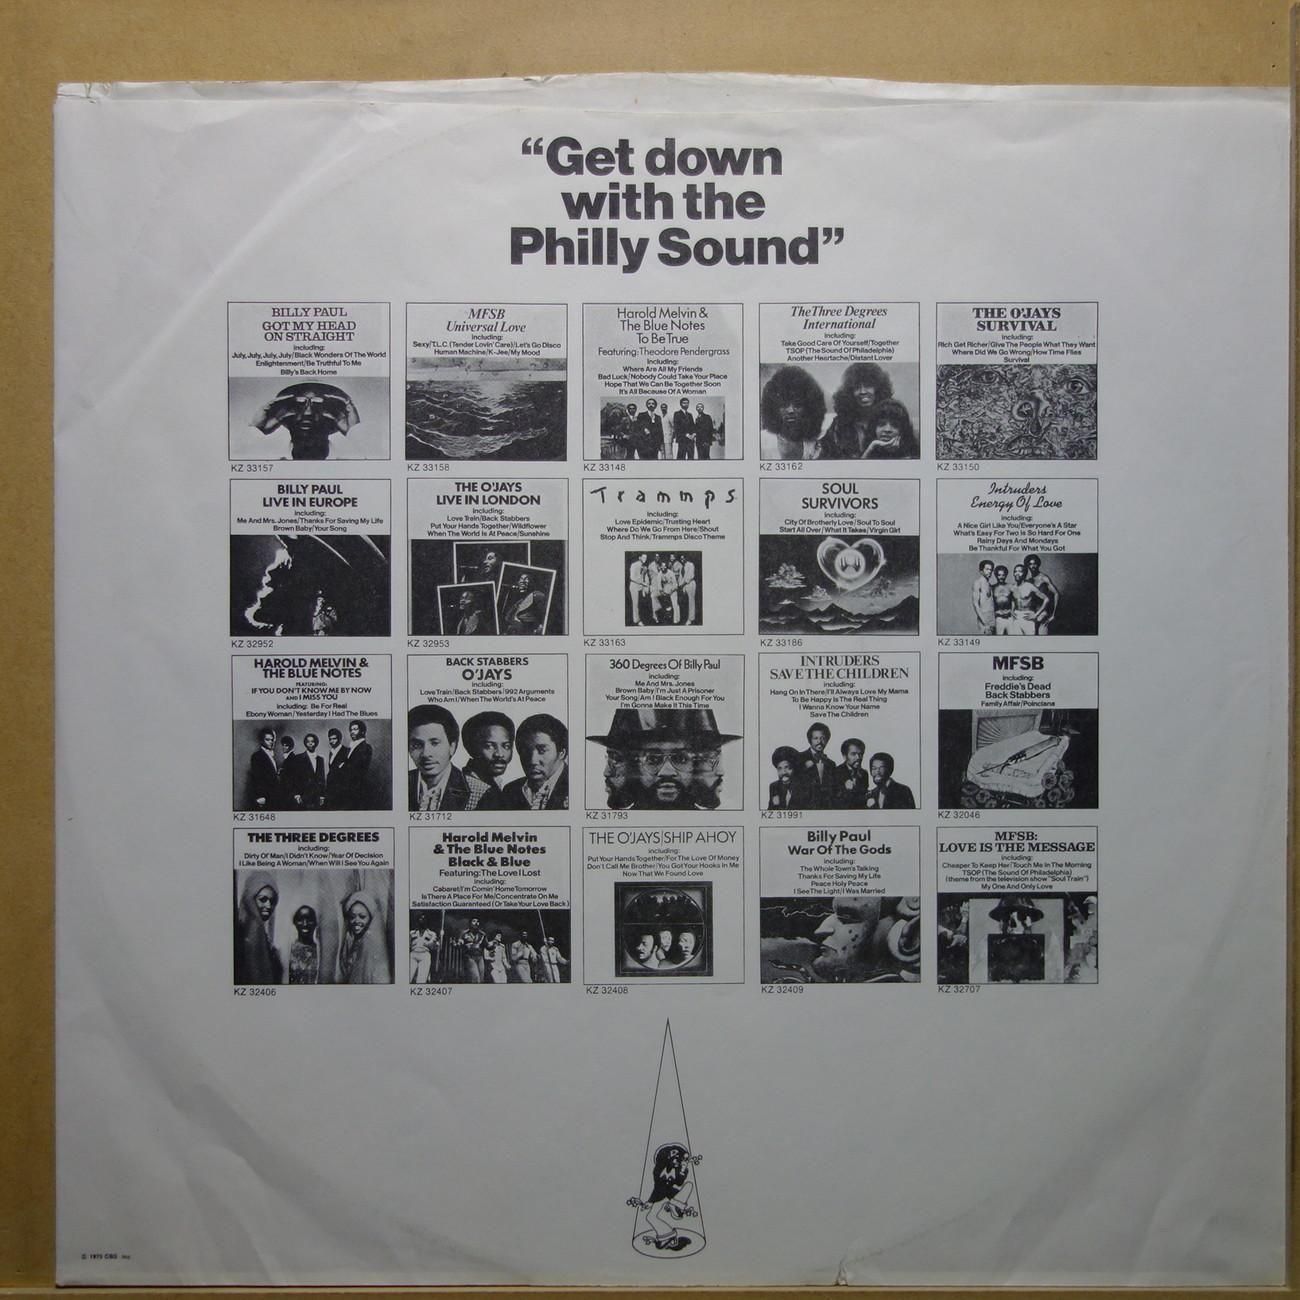 “Get down
with the
Philly Sound”
BILLY PAUL
GOT MY HEAD
ON STRAIGHT
including:
July, July, July, July/Black Wonders Of The World
Enlightenment/Be Truthful To Me
Billy's Back Home
KZ 33157
MFSB
Universal Love
including:
Sexy/T.L.C. (Tender Lovin' Care)/Let's Go Disco
Human Machine/K-Jee/My Mood
KZ 33158
Harold Melvin &
The Blue Notes
To Be True
Featuring: Theodore Pendergrass
including:
Where Are All My Friends
Bad Luck/Nobody Could Take Your Place
Hope That We Can Be Together Soon
It's All Because Of A Woman
KZ 33148
The Three Degrees
International
including:
Take Good Care Of Yourself/Together
TSOP (The Sound Of Philadelphia)
Another Heartache/Distant Lover
KZ 33162
THE O'JAYS
SURVIVAL
including:
Rich Get Richer/Give The People What They Want
Where Did We Go Wrong/How Time Flies
Survival
KZ 33150
BILLY PAUL
LIVE IN EUROPE
including:
Me And Mrs. Jones/Thanks For Saving My Life
Brown Baby/Your Song
KZ 32952
THE O'JAYS
LIVE IN LONDON
including:
Love Train/Back Stabbers
Put Your Hands Together/Wildflower
When The World Is At Peace/Sunshine
KZ 32953
Trammps
including:
Love Epidemic/Trusting Heart
Where Do We Go From Here/Shout
Stop And Think/Trammps Disco Theme
KZ 33163
SOUL
SURVIVORS
including:
City Of Brotherly Love/Soul To Soul
Start All Over/What It Takes/Virgin Girl
KZ 33186
Intruders
Energy Of Love
including:
A Nice Girl Like You/Everyone's A Star
What's Easy For Two Is So Hard For One
Rainy Days And Mondays
Be Thankful For What You Got
KZ 33149
HAROLD MELVIN &
THE BLUE NOTES
FEATURING:
IF YOU DON'T KNOW ME BY NOW
AND I MISS YOU
including: Be For Real
Ebony Woman/Yesterday I Had The Blues
KZ 31648
BACK STABBERS
O'JAYS
including:
Love Train/Back Stabbers/992 Arguments
Who Am I/When The World's At Peace
KZ 31712
360 Degrees Of Billy Paul
including:
Me And Mrs. Jones
Brown Baby/I'm Just A Prisoner
Your Song/Am I Black Enough For You
I'm Gonna Make It This Time
KZ 31793
INTRUDERS
SAVE THE CHILDREN
including:
Hang On In There/I'll Always Love My Mama
To Be Happy Is The Real Thing
I Wanna Know Your Name
Save The Children
KZ 31991
MFSB
including:
Freddie's Dead
Back Stabbers
Family Affair/Poinciana
KZ 32046
THE THREE DEGREES
including:
Dirty Ol' Man/I Didn't Know/Year Of Decision
I Like Being A Woman/When Will I See You Again
KZ 32406
Harold Melvin
& The Blue Notes
Black & Blue
Featuring: The Love I Lost
including:
Cabaret/I'm Comin' Home Tomorrow
Is There A Place For Me/Concentrate On Me
Satisfaction Guaranteed (Or Take Your Love Back)
KZ 32407
THE O'JAYS/SHIP AHOY
including:
Put Your Hands Together/For The Love Of Money
Don't Call Me Brother/You Got Your Hooks In Me
Now That We Found Love
KZ 32408
Billy Paul
War Of The Gods
including:
The Whole Town's Talking
Thanks For Saving My Life
Peace Holy Peace
I See The Light/I Was Married
KZ 32409
MFSB:
LOVE IS THE MESSAGE
including:
Cheaper To Keep Her/Touch Me In The Morning
TSOP (The Sound Of Philadelphia)
(theme from the television show "Soul Train")
My One And Only Love
KZ 32707
© 1975 CBS INC.